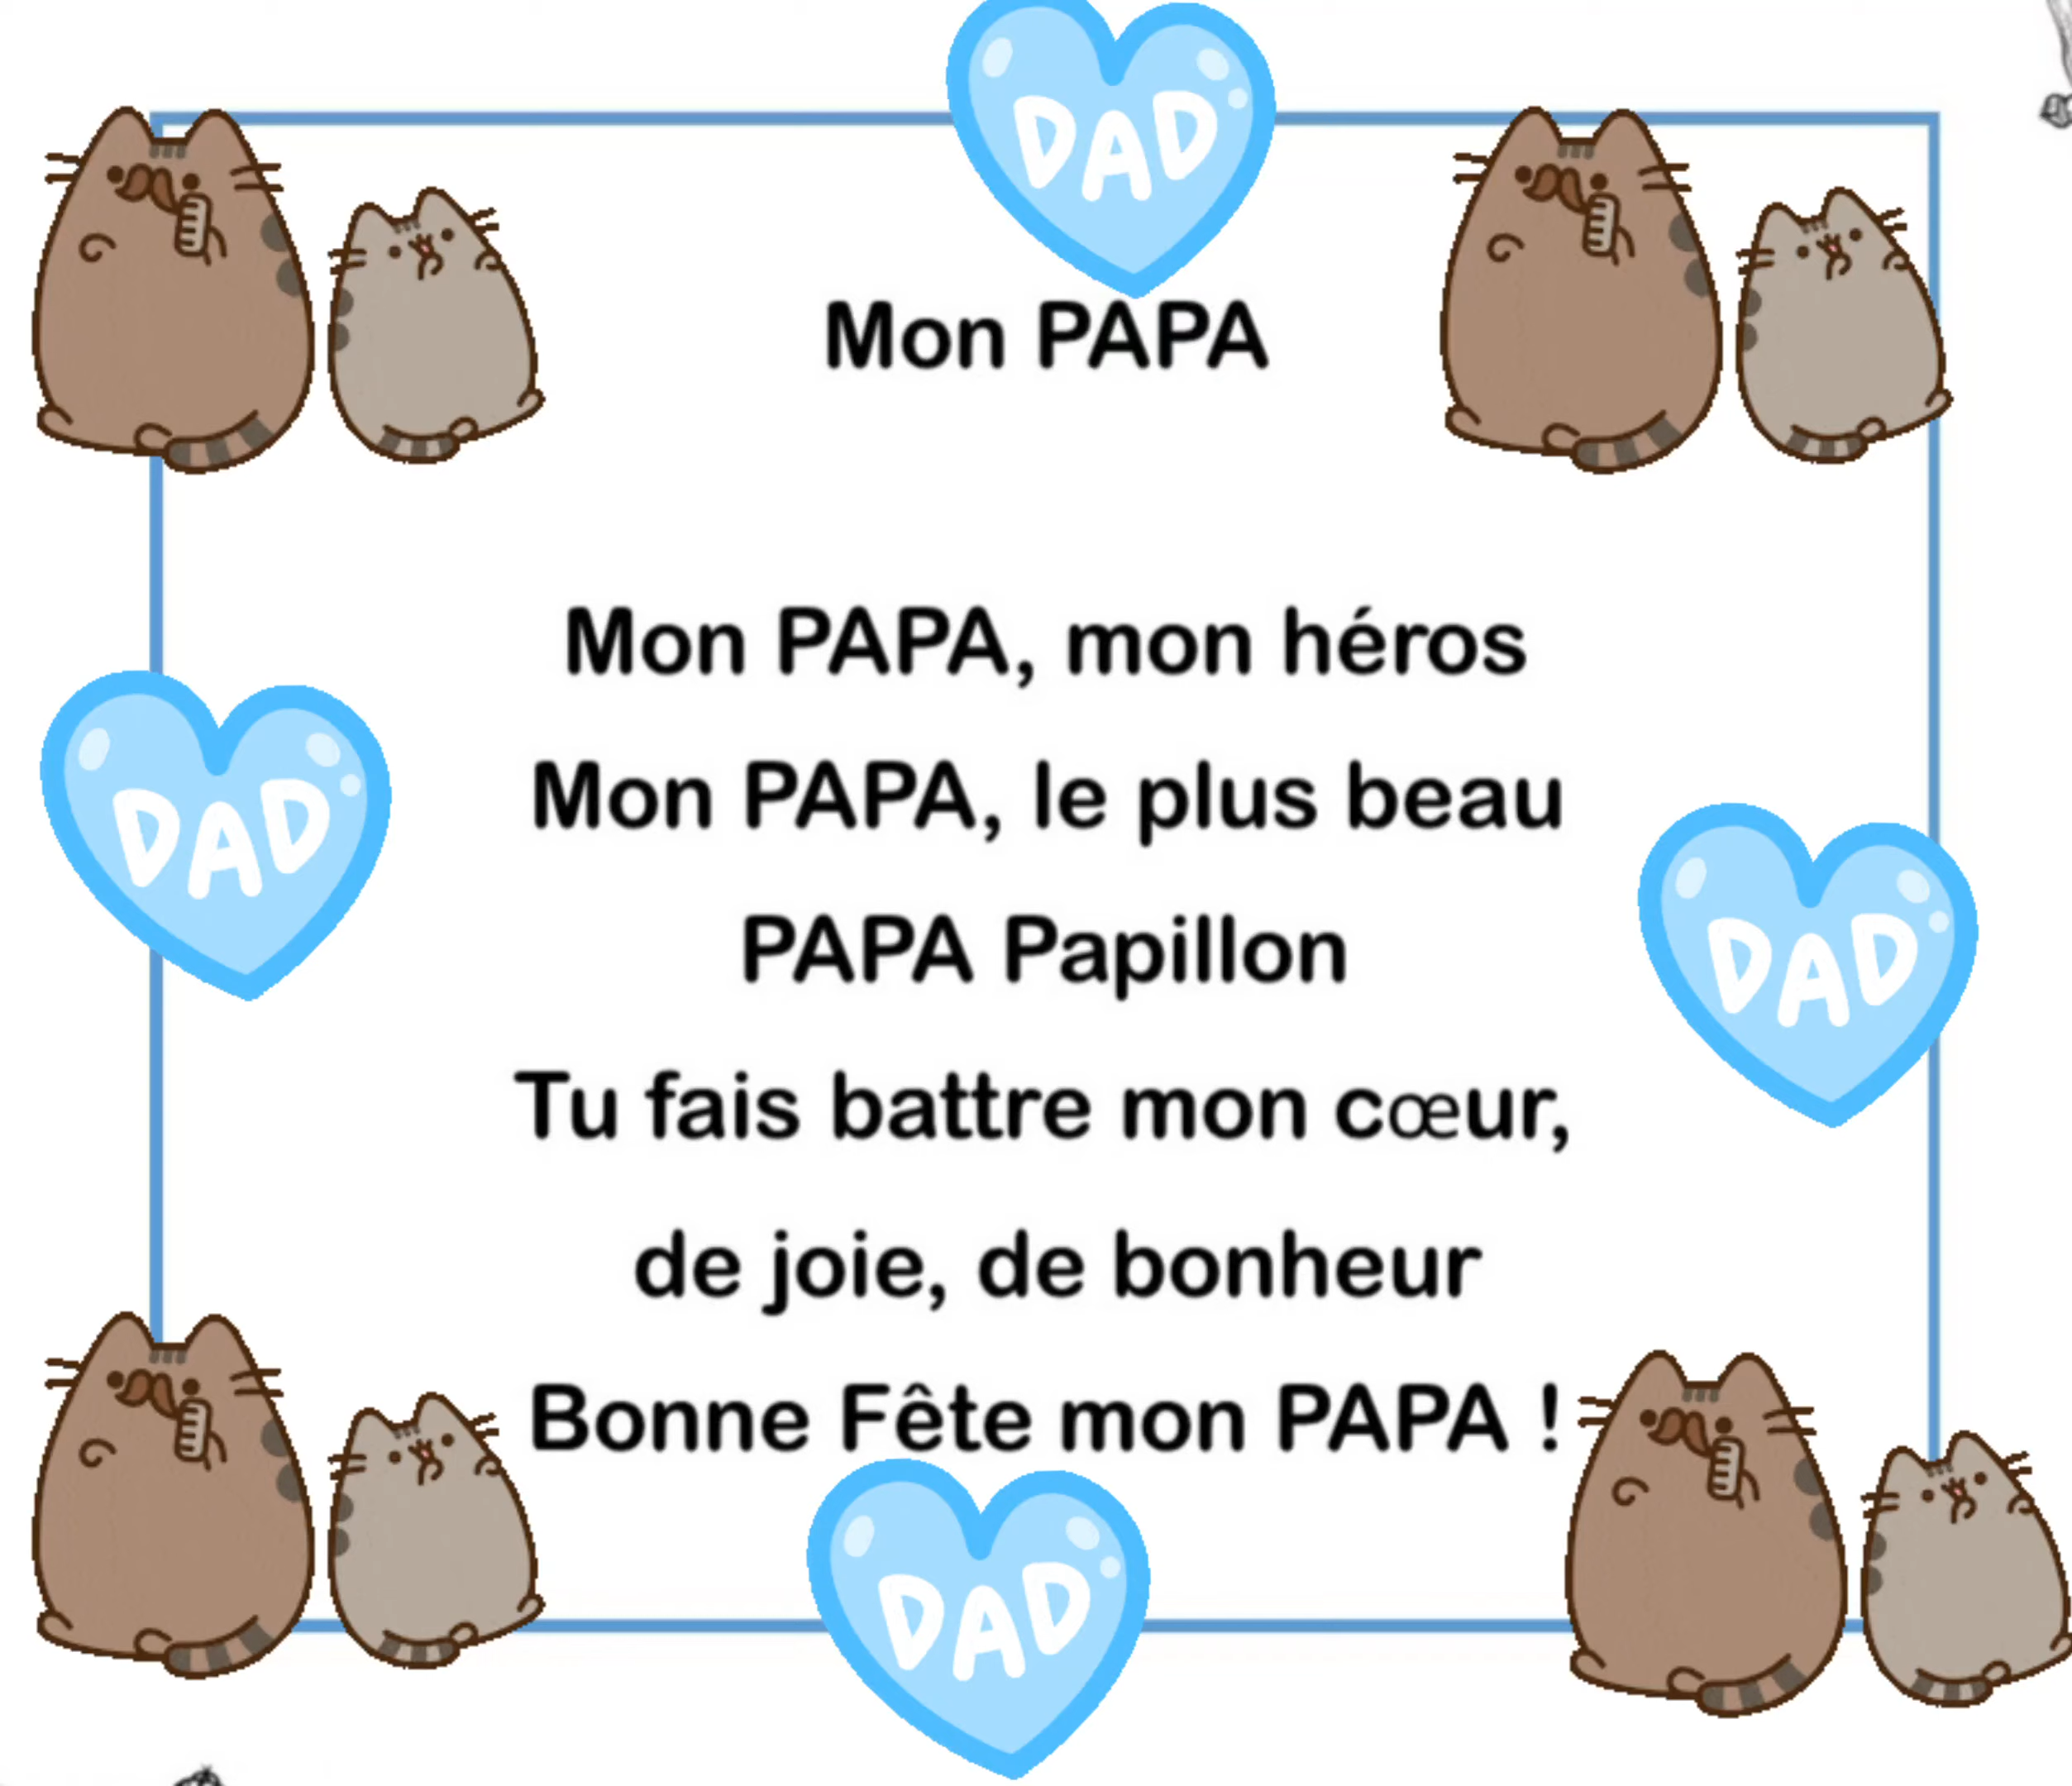 DAD
Mon PAPA
Mon PAPA, mon héros
Mon PAPA, le plus beau
DAD
PAPA Papillon
DAD
Tu fais battre mon cœur,
de joie, de bonheur
Bonne Fête mon PAPA !
DAD